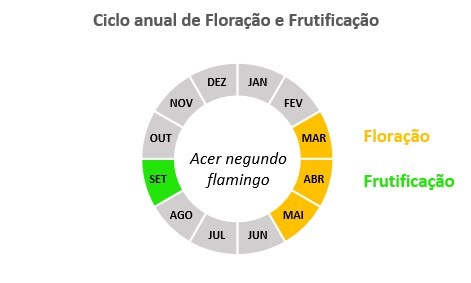 Ciclo anual de Floração e Frutificação
DEZ
JAN
NOV
FEV
OUT
MAR
Floração
Acer negundo
flamingo
SET
ABR
Frutificação
AGO
MAI
JUL
JUN